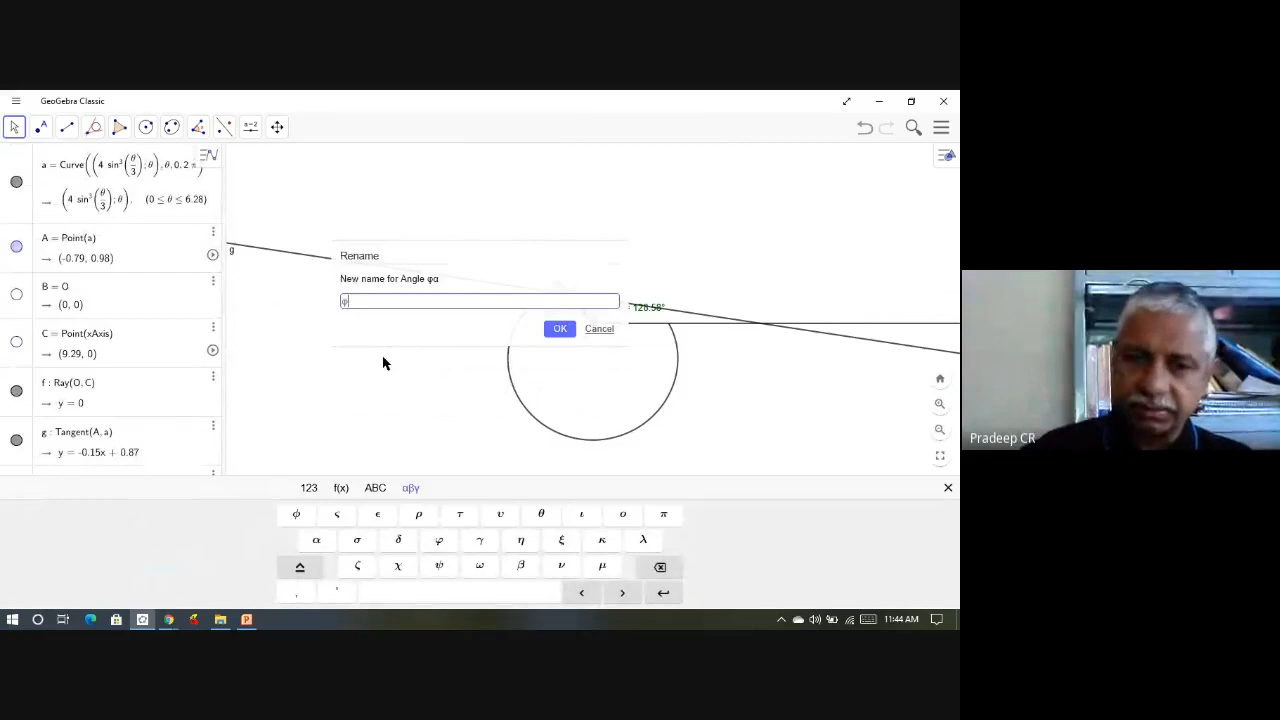 GeoGebra Classic
a = Curve((4 sin³(θ/3); θ), θ, 0, 2 π)
→ (4 sin³(θ/3); θ), (0 ≤ θ ≤ 6.28)
A = Point(a)
→ (-0.79, 0.98)
B = O
→ (0, 0)
C = Point(xAxis)
→ (9.29, 0)
f : Ray(O, C)
→ y = 0
g : Tangent(A, a)
→ y = -0.15x + 0.87
g
Rename
New name for Angle φα
φ
OK Cancel
128.58°
123 f(x) ABC αβγ
ϕ ς ϵ ρ τ υ θ ι ο π
α σ δ φ γ η ξ κ λ
ζ χ ψ ω β ν μ
, '
11:44 AM
Pradeep CR